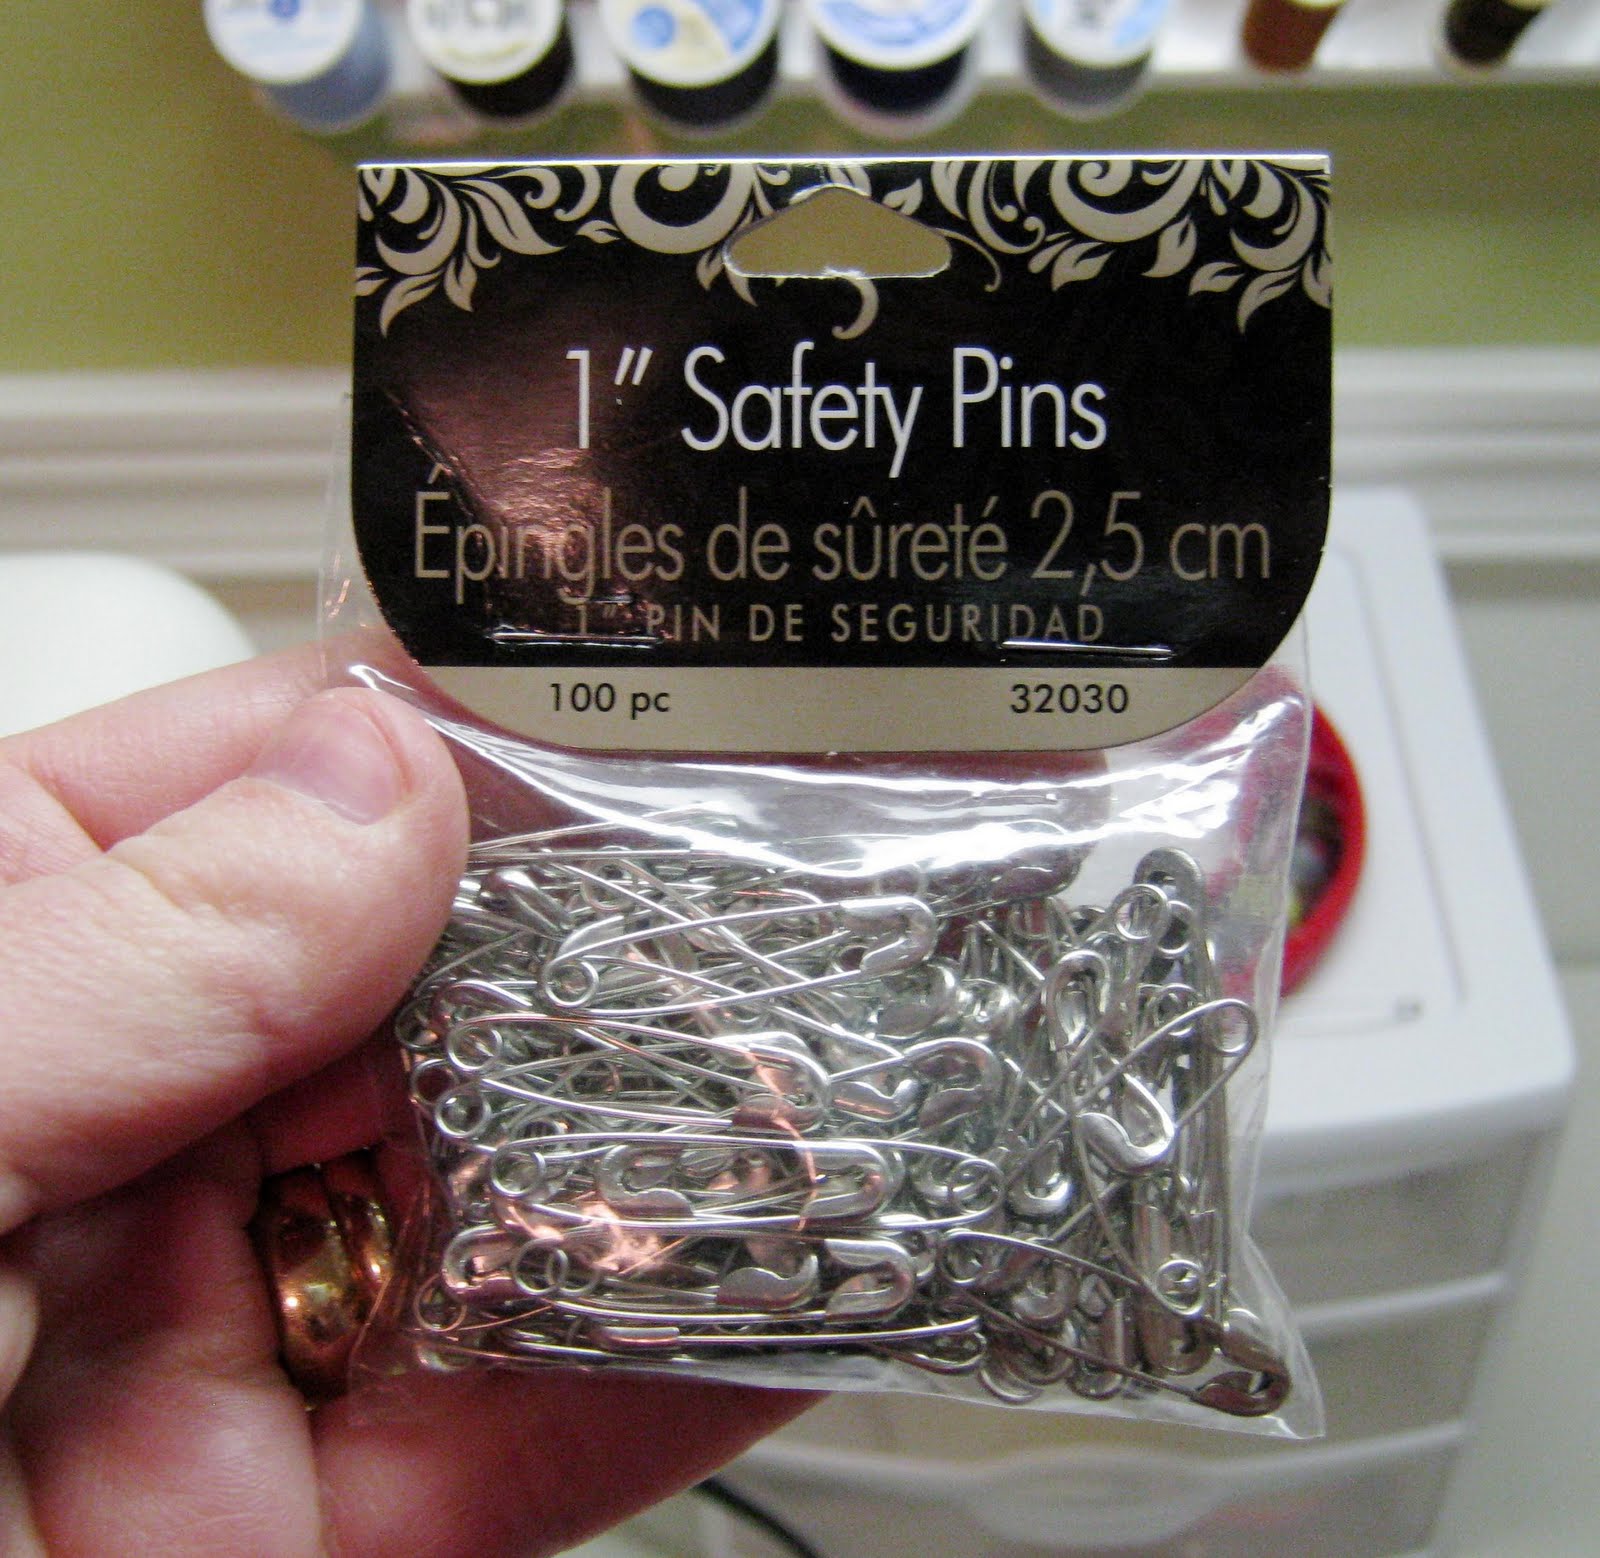 1" Safety Pins
Épingles de sûreté 2,5 cm
1" PIN DE SEGURIDAD
100 pc 32030